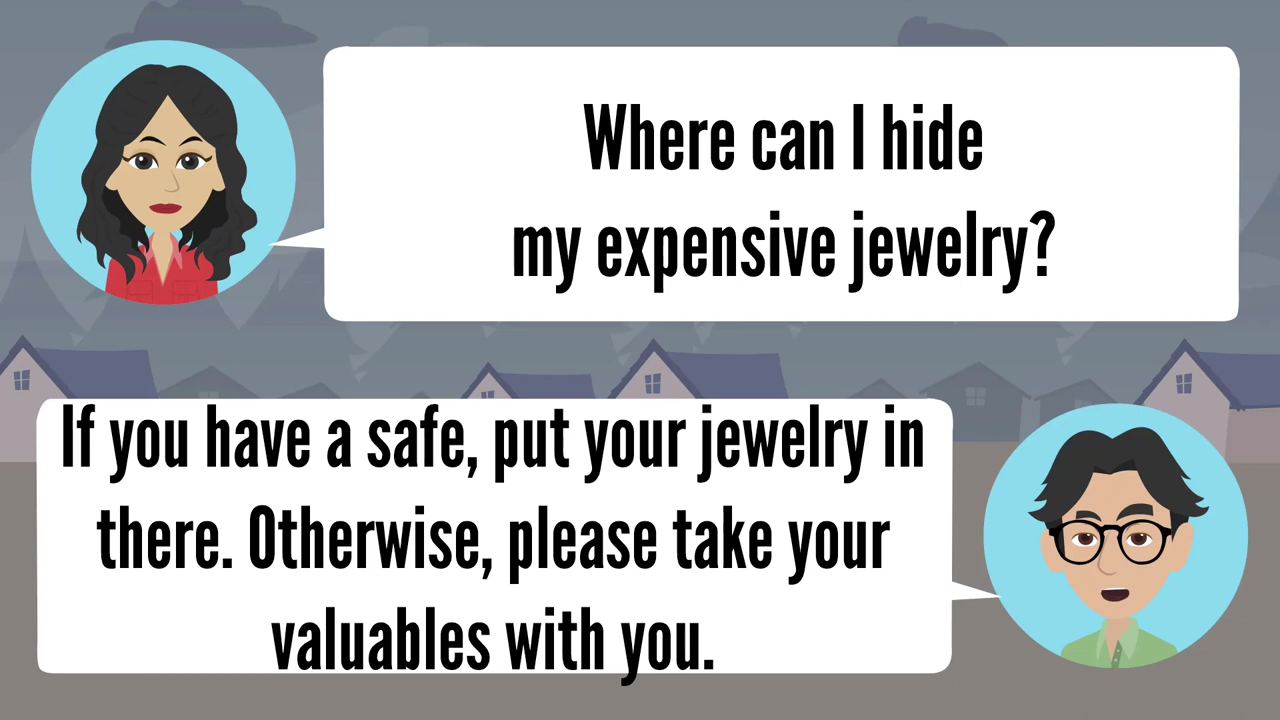 Where can I hide
my expensive jewelry?
If you have a safe, put your jewelry in
there. Otherwise, please take your
valuables with you.